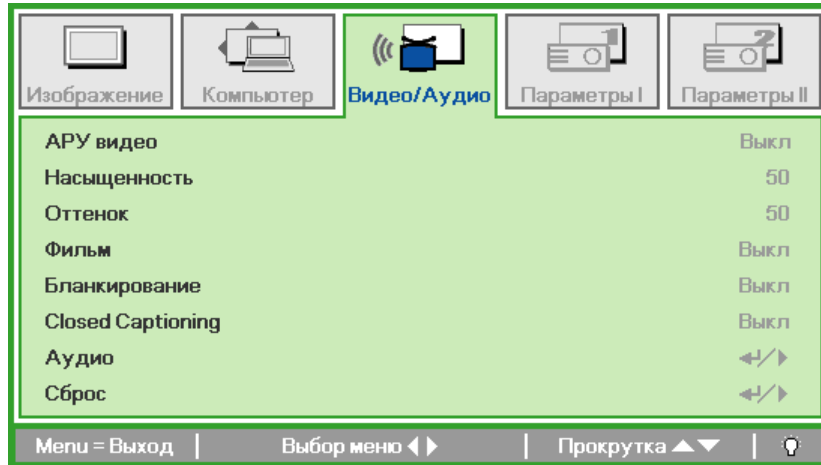 Изображение Компьютер Видео/Аудио Параметры I Параметры II
АРУ видео Выкл
Насыщенность 50
Оттенок 50
Фильм Выкл
Бланкирование Выкл
Closed Captioning Выкл
Аудио
Сброс
Menu = Выход Выбор меню Прокрутка